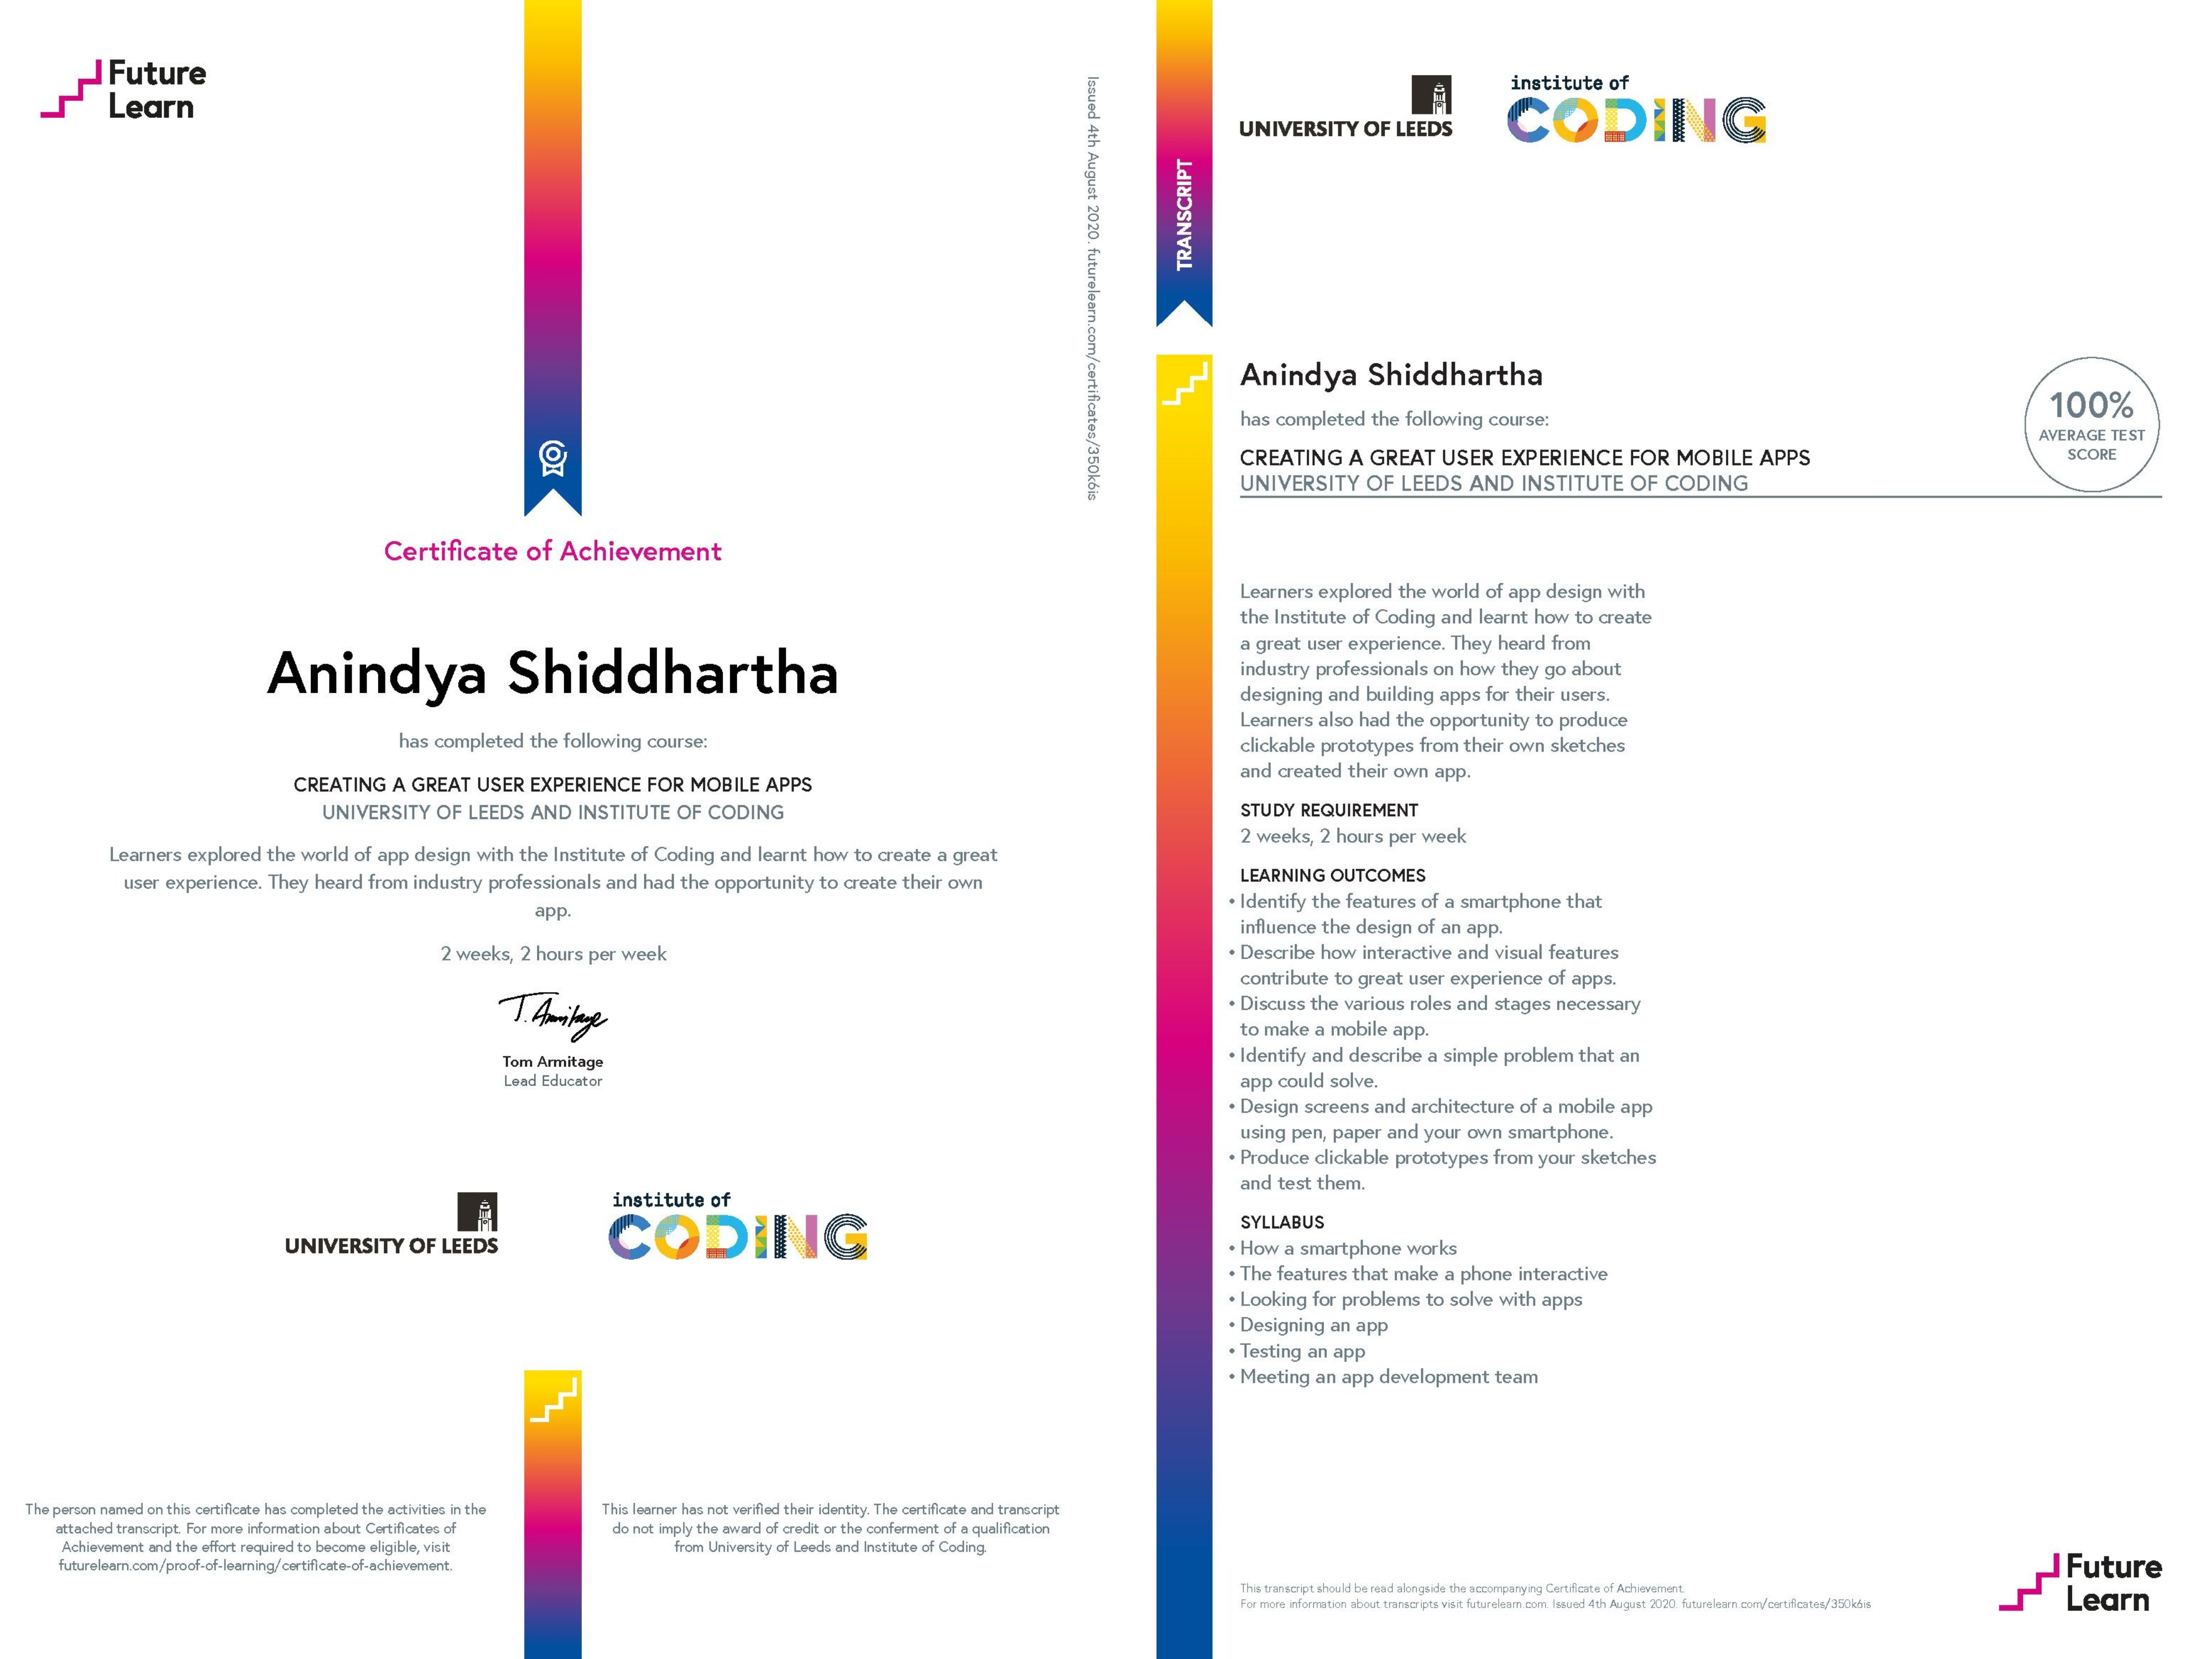 Future
Learn
Certificate of Achievement
Anindya Shiddhartha
has completed the following course:
CREATING A GREAT USER EXPERIENCE FOR MOBILE APPS
UNIVERSITY OF LEEDS AND INSTITUTE OF CODING
Learners explored the world of app design with the Institute of Coding and learnt how to create a great
user experience. They heard from industry professionals and had the opportunity to create their own
app.
2 weeks, 2 hours per week
T. Armitage
Tom Armitage
Lead Educator
UNIVERSITY OF LEEDS
institute of
CODING
The person named on this certificate has completed the activities in the
attached transcript. For more information about Certificates of
Achievement and the effort required to become eligible, visit
futurelearn.com/proof-of-learning/certificate-of-achievement.
This learner has not verified their identity. The certificate and transcript
do not imply the award of credit or the conferment of a qualification
from University of Leeds and Institute of Coding.
Issued 4th August 2020. futurelearn.com/certificates/350k6is
TRANSCRIPT
UNIVERSITY OF LEEDS
institute of
CODING
Anindya Shiddhartha
has completed the following course:
CREATING A GREAT USER EXPERIENCE FOR MOBILE APPS
UNIVERSITY OF LEEDS AND INSTITUTE OF CODING
100%
AVERAGE TEST
SCORE
Learners explored the world of app design with
the Institute of Coding and learnt how to create
a great user experience. They heard from
industry professionals on how they go about
designing and building apps for their users.
Learners also had the opportunity to produce
clickable prototypes from their own sketches
and created their own app.
STUDY REQUIREMENT
2 weeks, 2 hours per week
LEARNING OUTCOMES
• Identify the features of a smartphone that
influence the design of an app.
• Describe how interactive and visual features
contribute to great user experience of apps.
• Discuss the various roles and stages necessary
to make a mobile app.
• Identify and describe a simple problem that an
app could solve.
• Design screens and architecture of a mobile app
using pen, paper and your own smartphone.
• Produce clickable prototypes from your sketches
and test them.
SYLLABUS
• How a smartphone works
• The features that make a phone interactive
• Looking for problems to solve with apps
• Designing an app
• Testing an app
• Meeting an app development team
This transcript should be read alongside the accompanying Certificate of Achievement.
For more information about transcripts visit futurelearn.com. Issued 4th August 2020. futurelearn.com/certificates/350k6is
Future
Learn